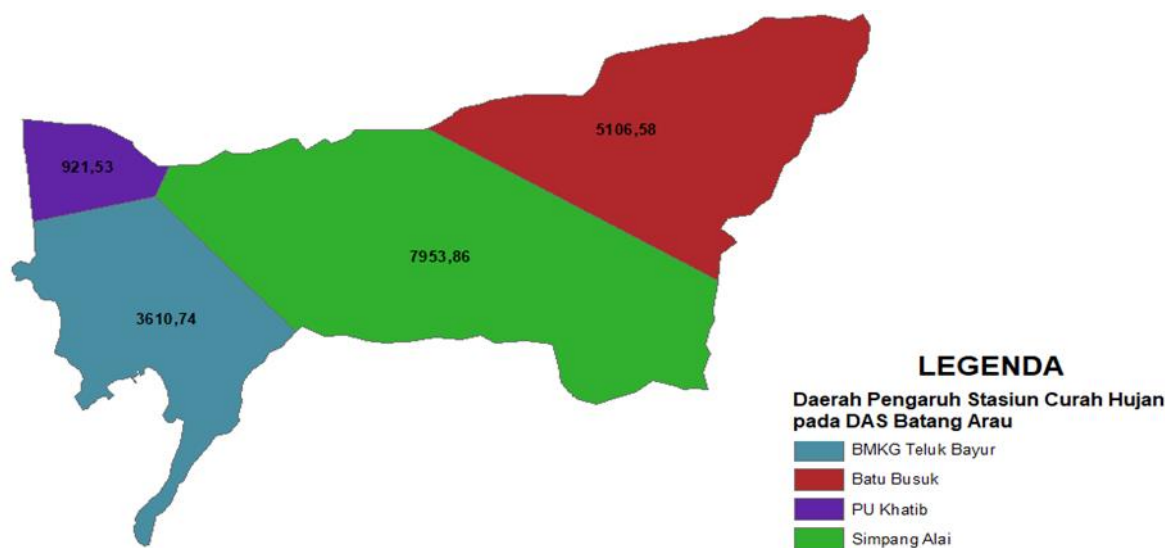 5106,58
921,53
7953,86
3610,74
LEGENDA
Daerah Pengaruh Stasiun Curah Hujan
pada DAS Batang Arau
BMKG Teluk Bayur
Batu Busuk
PU Khatib
Simpang Alai